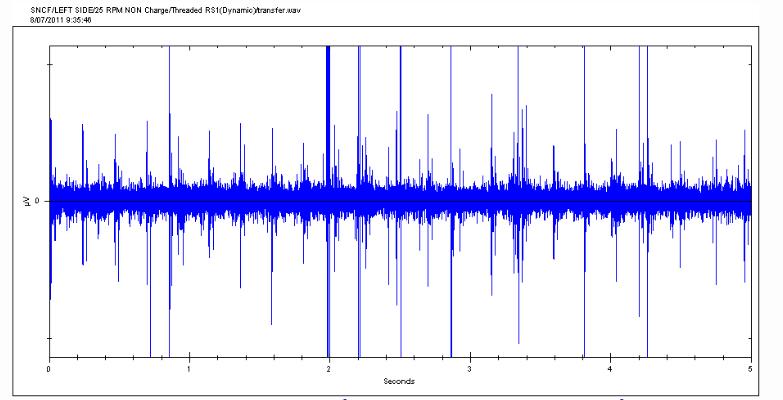 SNCF/LEFT SIDE/25 RPM NON Charge/Threaded RS1(Dynamic)/transfer.wav
8/07/2011 9:35:46
µV 0
0 1 2 3 4 5
Seconds